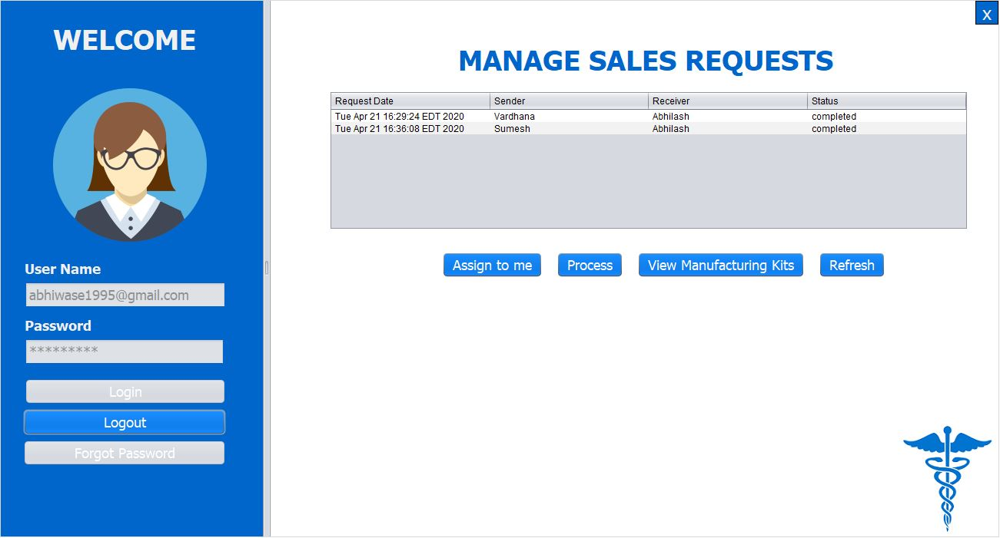 WELCOME
User Name
abhiwase1995@gmail.com
Password
*********
Login
Logout
Forgot Password
X
MANAGE SALES REQUESTS
Request Date Sender Receiver Status
Tue Apr 21 16:29:24 EDT 2020 Vardhana Abhilash completed
Tue Apr 21 16:36:08 EDT 2020 Sumesh Abhilash completed
Assign to me Process View Manufacturing Kits Refresh